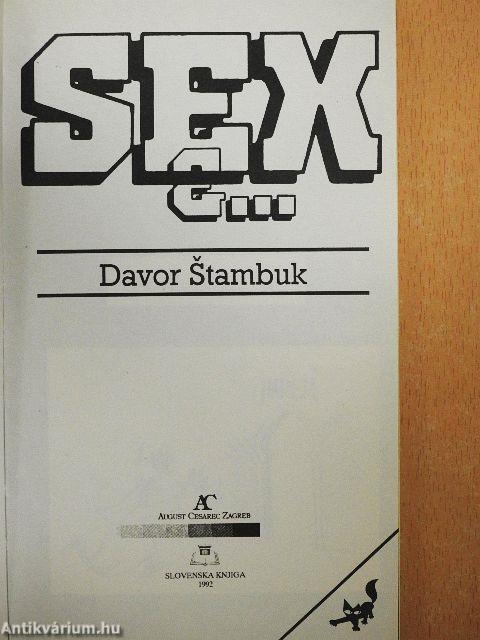 SEX
&...
Davor Štambuk
AC
AUGUST CESAREC ZAGREB
SLOVENSKA KNJIGA
1992
Antikvárium.hu